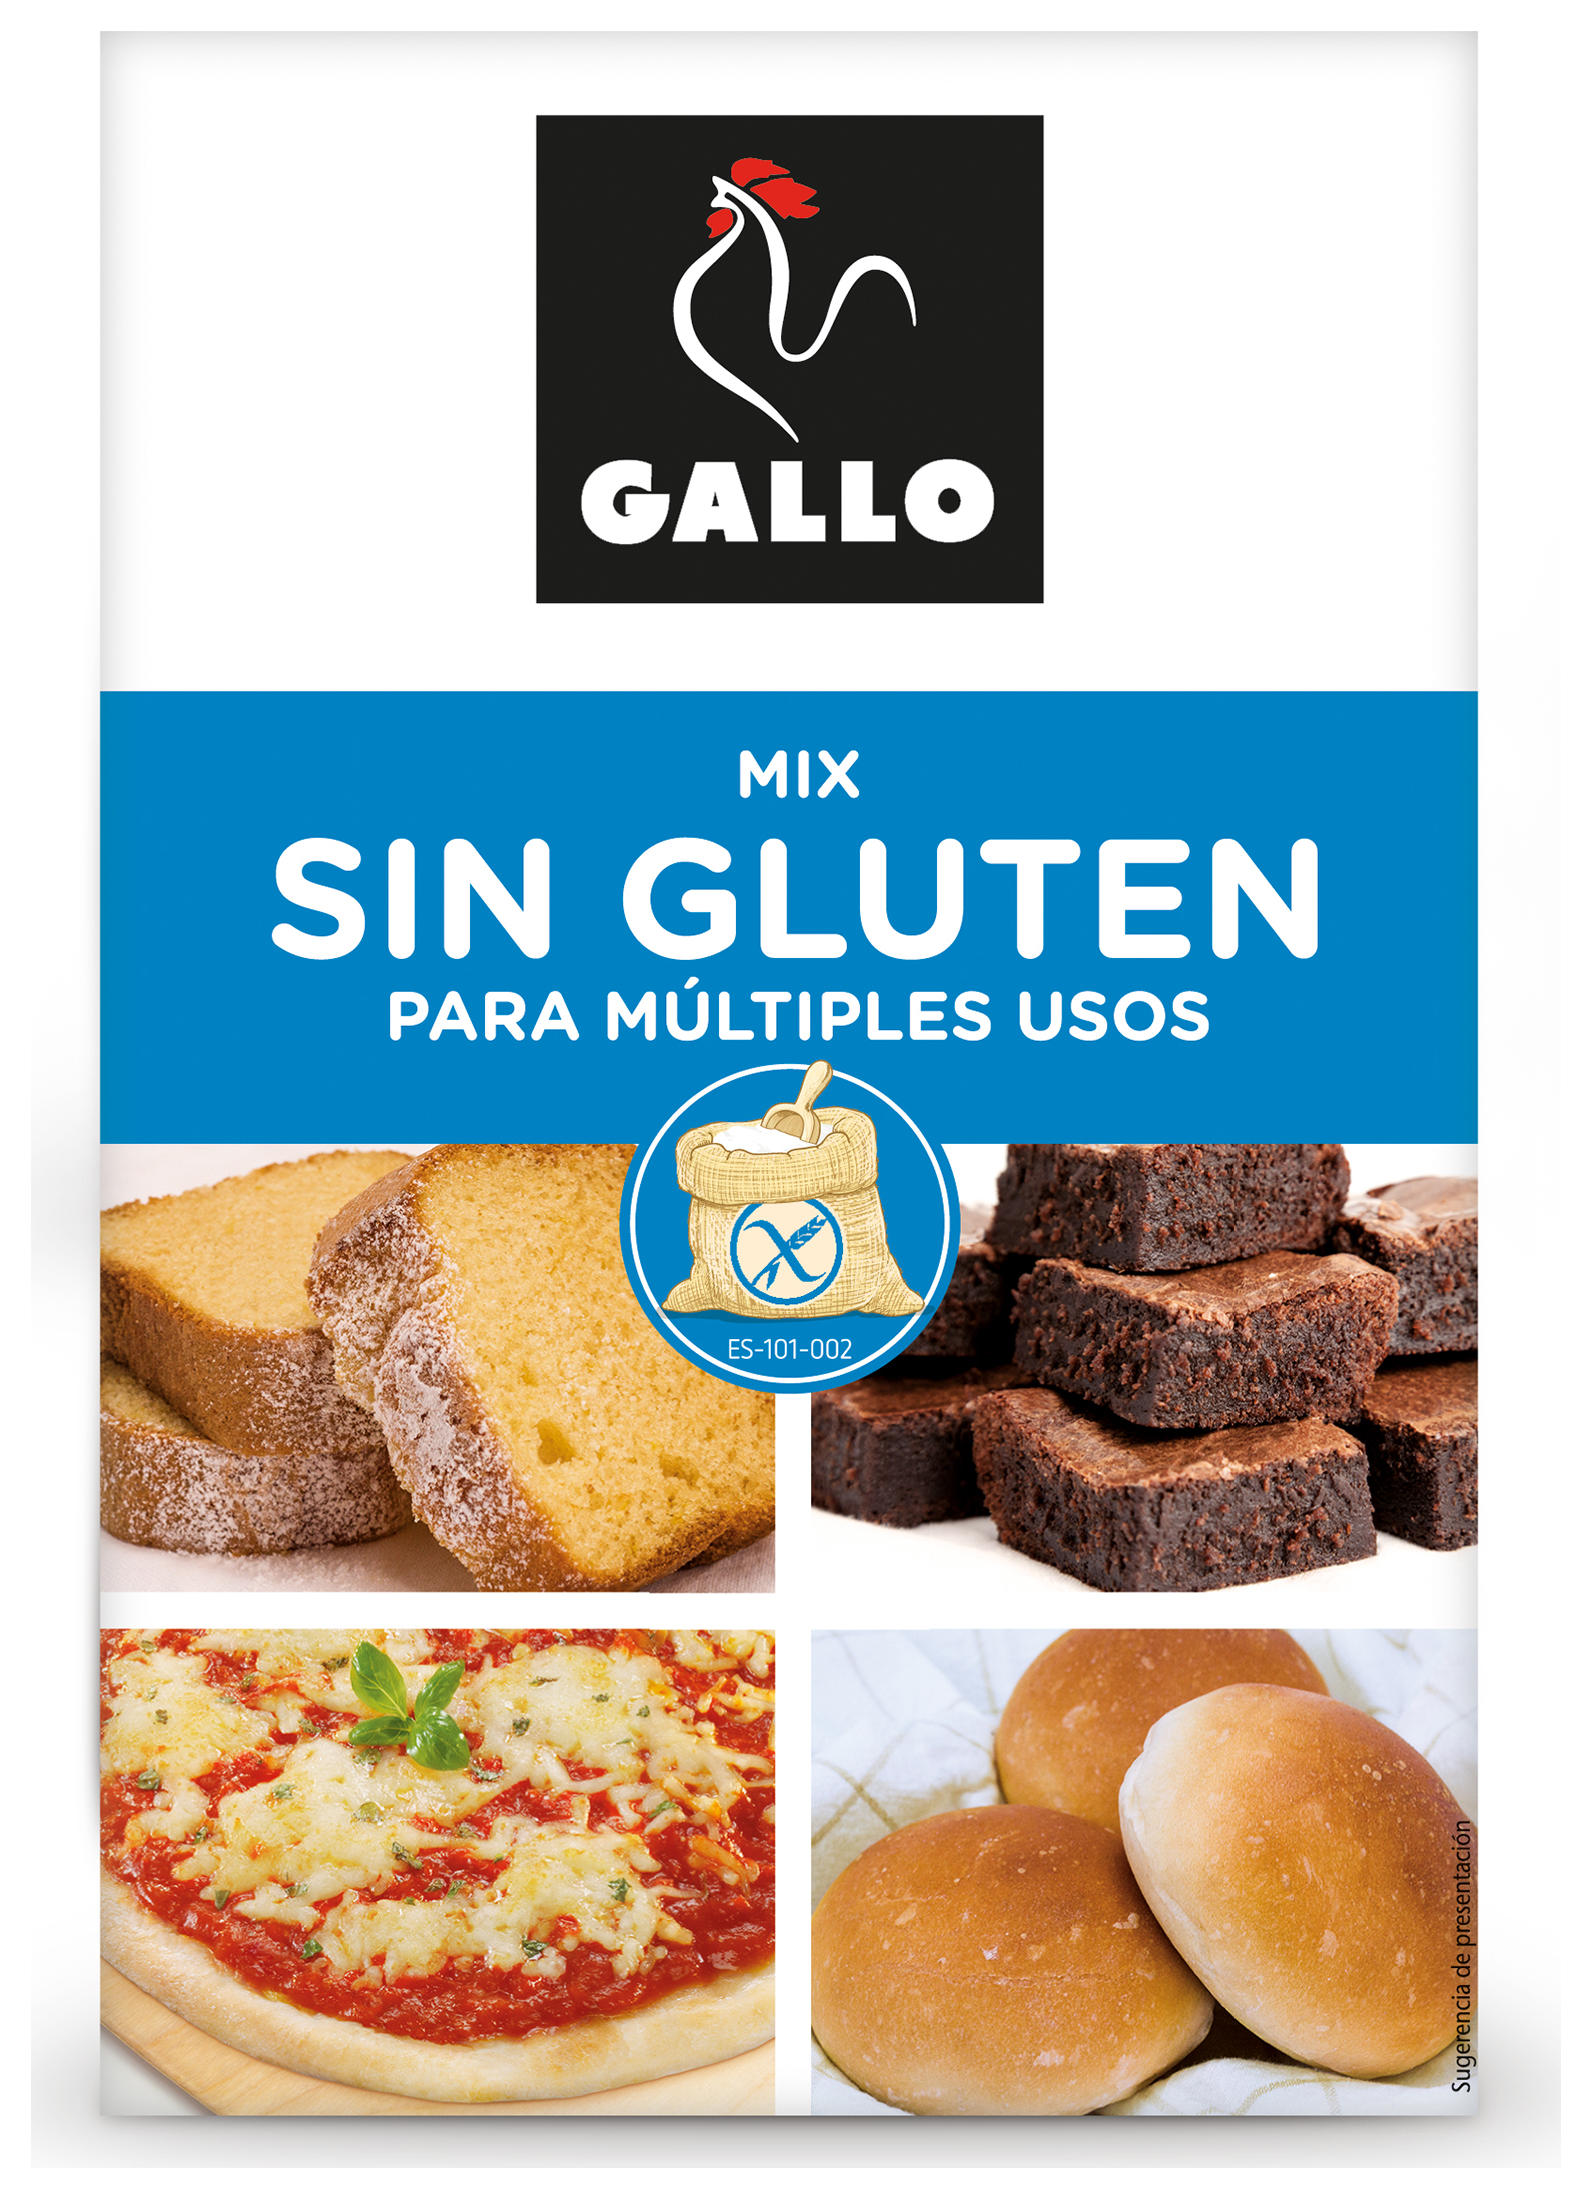 GALLO
MIX
SIN GLUTEN
PARA MÚLTIPLES USOS
ES-101-002
Sugerencia de presentación